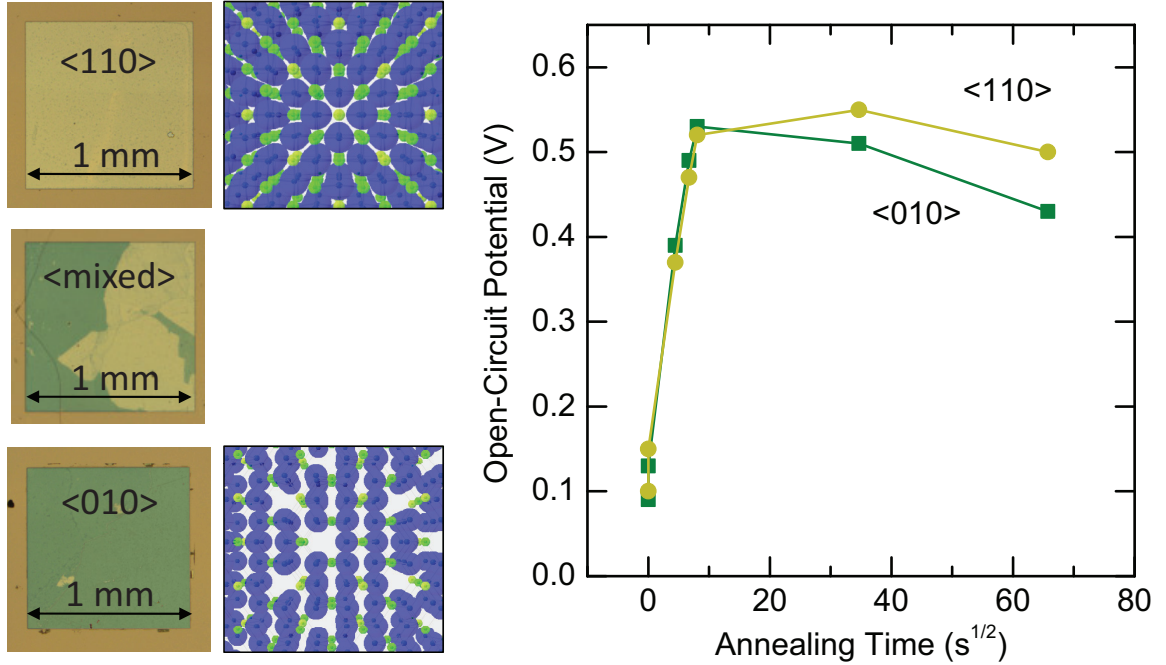 <110>
1 mm
<mixed>
1 mm
<010>
1 mm
Open-Circuit Potential (V)
0.6
0.5
0.4
0.3
0.2
0.1
0.0
<110>
<010>
0
20
40
60
80
Annealing Time (s^{1/2})